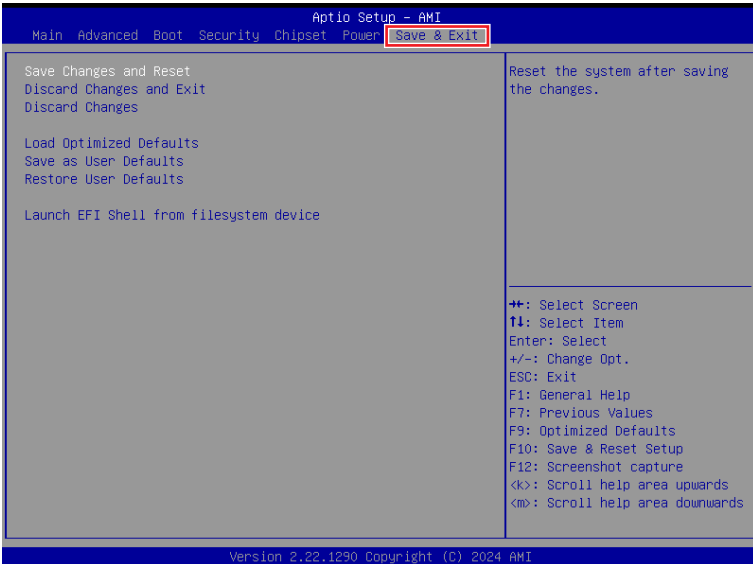 Aptio Setup – AMI
Main Advanced Boot Security Chipset Power Save & Exit
Save Changes and Reset
Discard Changes and Exit
Discard Changes
Load Optimized Defaults
Save as User Defaults
Restore User Defaults
Launch EFI Shell from filesystem device
Reset the system after saving
the changes.
→←: Select Screen
↑↓: Select Item
Enter: Select
+/-: Change Opt.
ESC: Exit
F1: General Help
F7: Previous Values
F9: Optimized Defaults
F10: Save & Reset Setup
F12: Screenshot capture
<k>: Scroll help area upwards
<m>: Scroll help area downwards
Version 2.22.1290 Copyright (C) 2024 AMI